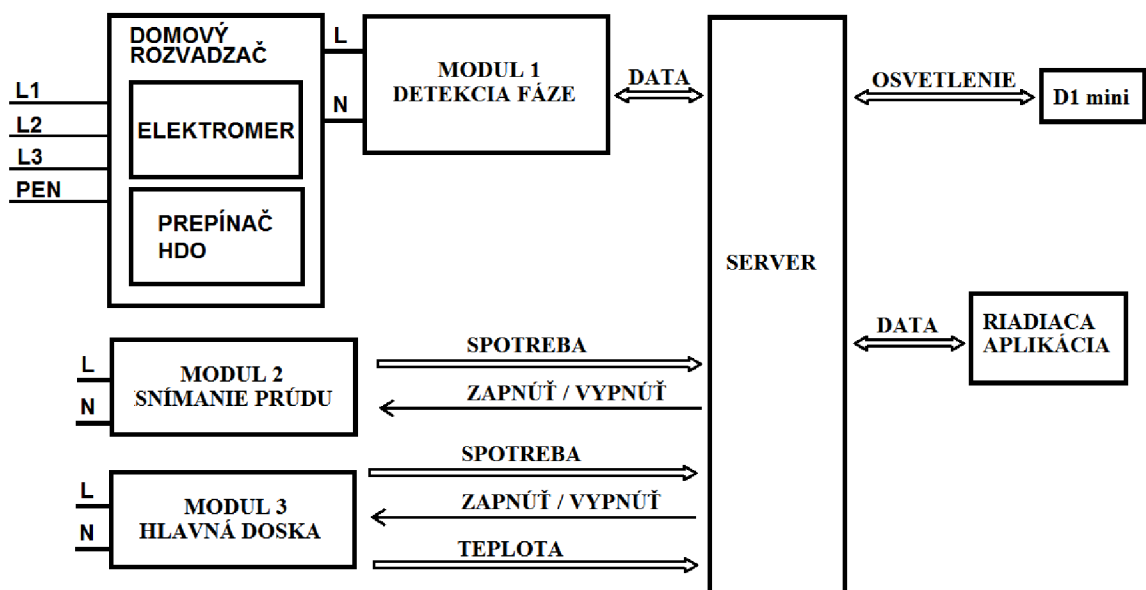 DOMOVÝ
ROZVADZAČ
L1
L2
L3
PEN
ELEKTROMER
PREPÍNAČ
HDO
L
N
MODUL 1
DETEKCIA FÁZE
DATA
SERVER
OSVETLENIE
D1 mini
DATA
RIADIACA
APLIKÁCIA
L
N
MODUL 2
SNÍMANIE PRÚDU
SPOTREBA
ZAPNÚŤ / VYPNÚŤ
L
N
MODUL 3
HLAVNÁ DOSKA
SPOTREBA
ZAPNÚŤ / VYPNÚŤ
TEPLOTA